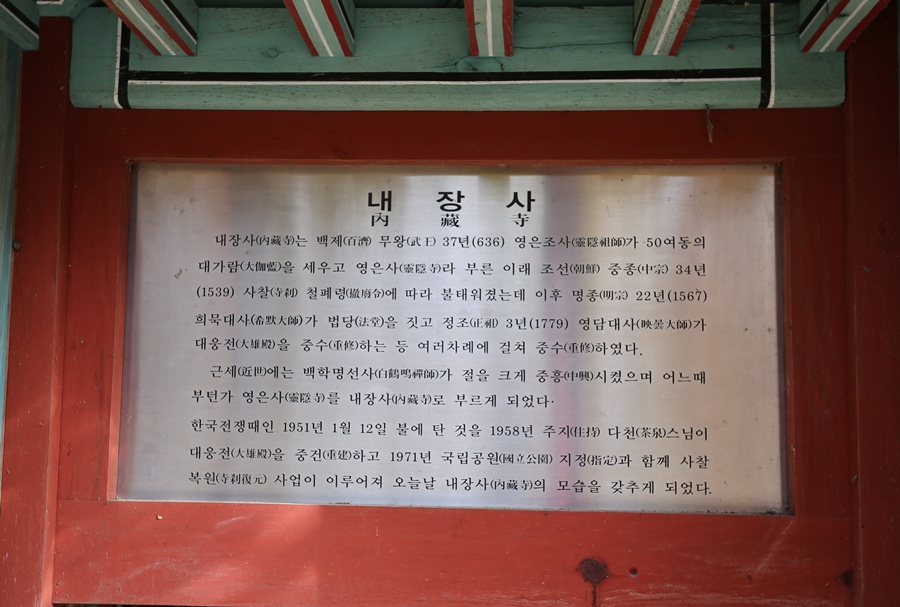 내 장 사
內 藏 寺
내장사(內藏寺)는 백제(百濟) 무왕(武王) 37년(636) 영은조사(靈隱祖師)가 50여동의
대가람(大伽藍)을 세우고 영은사(靈隱寺)라 부른 이래 조선(朝鮮) 중종(中宗) 34년
(1539) 사찰(寺刹) 철폐령(撤廢令)에 따라 불태워졌는데 이후 명종(明宗) 22년(1567)
희묵대사(希默大師)가 법당(法堂)을 짓고 정조(正祖) 3년(1779) 영담대사(映曇大師)가
대웅전(大雄殿)을 중수(重修)하는 등 여러차례에 걸쳐 중수(重修)하였다.
근세(近世)에는 백학명선사(白鶴鳴禪師)가 절을 크게 중흥(中興)시켰으며 어느때
부턴가 영은사(靈隱寺)를 내장사(內藏寺)로 부르게 되었다.
한국전쟁때인 1951년 1월 12일 불에 탄 것을 1958년 주지(住持) 다천(茶泉)스님이
대웅전(大雄殿)을 중건(重建)하고 1971년 국립공원(國立公園) 지정(指定)과 함께 사찰
복원(寺刹復元) 사업이 이루어져 오늘날 내장사(內藏寺)의 모습을 갖추게 되었다.